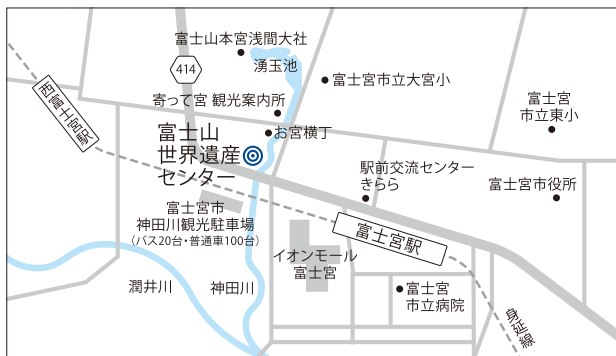 富士山本宮浅間大社
湧玉池
414
富士宮市立大宮小
西富士宮駅
寄って宮 観光案内所
富士宮
市立東小
お宮横丁
富士山
世界遺産
センター
駅前交流センター
きらら
富士宮市役所
富士宮市
神田川観光駐車場
(バス20台・普通車100台)
富士宮駅
イオンモール
富士宮
潤井川
神田川
富士宮
市立病院
身延線